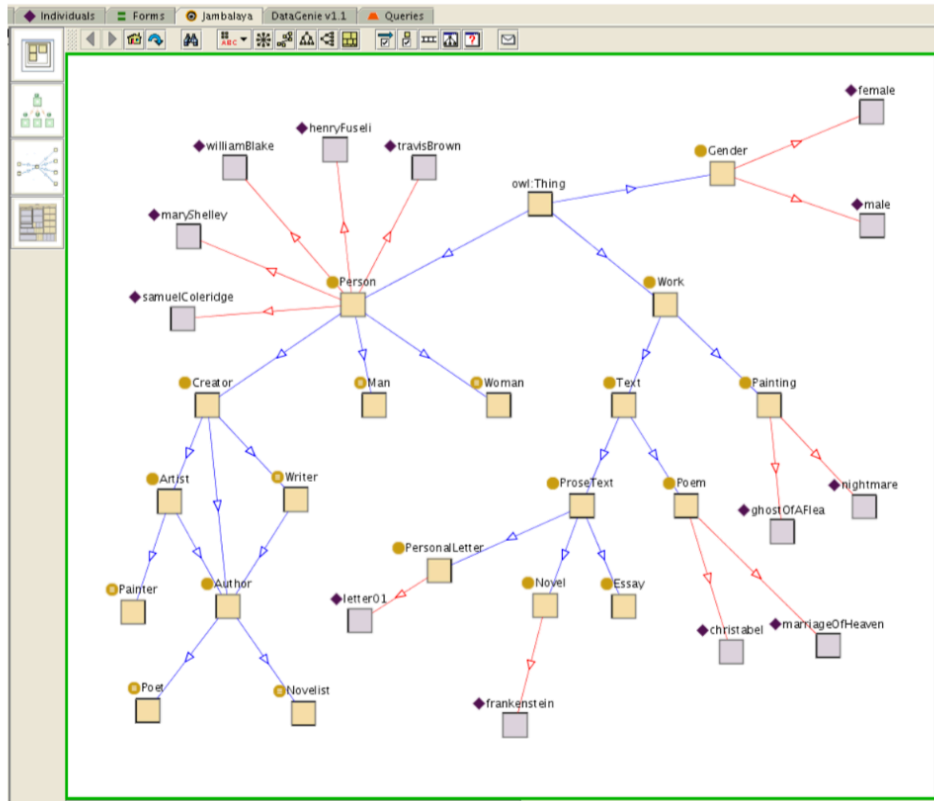 Individuals Forms Jambalaya DataGenie v1.1 Queries
ABC
female
henryFuseli
williamBlake travisBrown
Gender
owl:Thing
maryShelley male
Person Work
samuelColeridge
Creator Man Woman Text Painting
Artist Writer ProseText Poem nightmare
ghostOfAFlea
PersonalLetter
Painter Author Novel Essay
letter01
christabel marriageOfHeaven
Poet Novelist
frankenstein